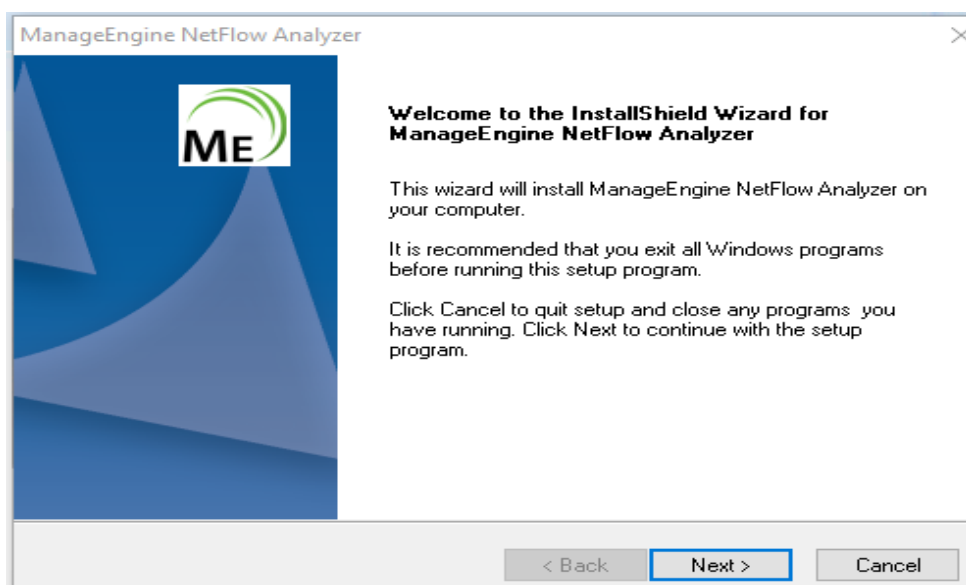 ManageEngine NetFlow Analyzer
ME
Welcome to the InstallShield Wizard for
ManageEngine NetFlow Analyzer
This wizard will install ManageEngine NetFlow Analyzer on
your computer.
It is recommended that you exit all Windows programs
before running this setup program.
Click Cancel to quit setup and close any programs you
have running. Click Next to continue with the setup
program.
< Back
Next >
Cancel